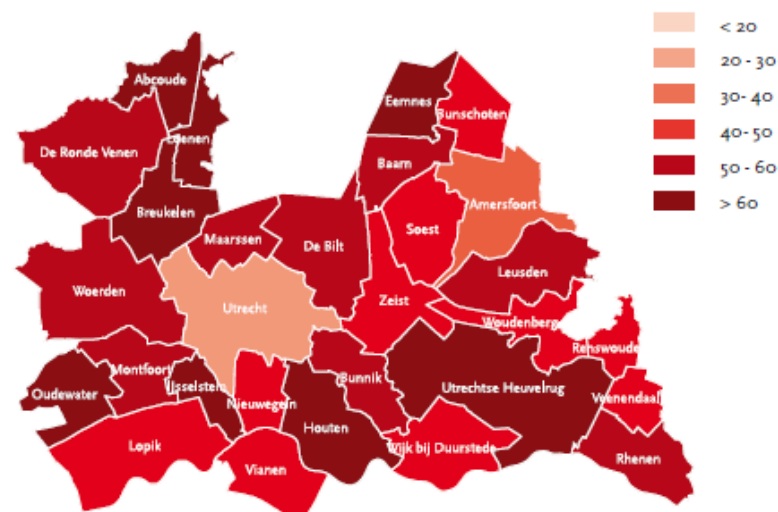 < 20
20 - 30
30- 40
40- 50
50 - 60
> 60
Abcoude
Loenen
De Ronde Venen
Breukelen
Eemnes
Bunschoten
Baarn
Maarssen
De Bilt
Soest
Amersfoort
Leusden
Woerden
Utrecht
Zeist
Woudenberg
Renswoude
Montfoort
Oudewater
IJsselstein
Nieuwegein
Bunnik
Utrechtse Heuvelrug
Veenendaal
Houten
Lopik
Vianen
Wijk bij Duurstede
Rhenen